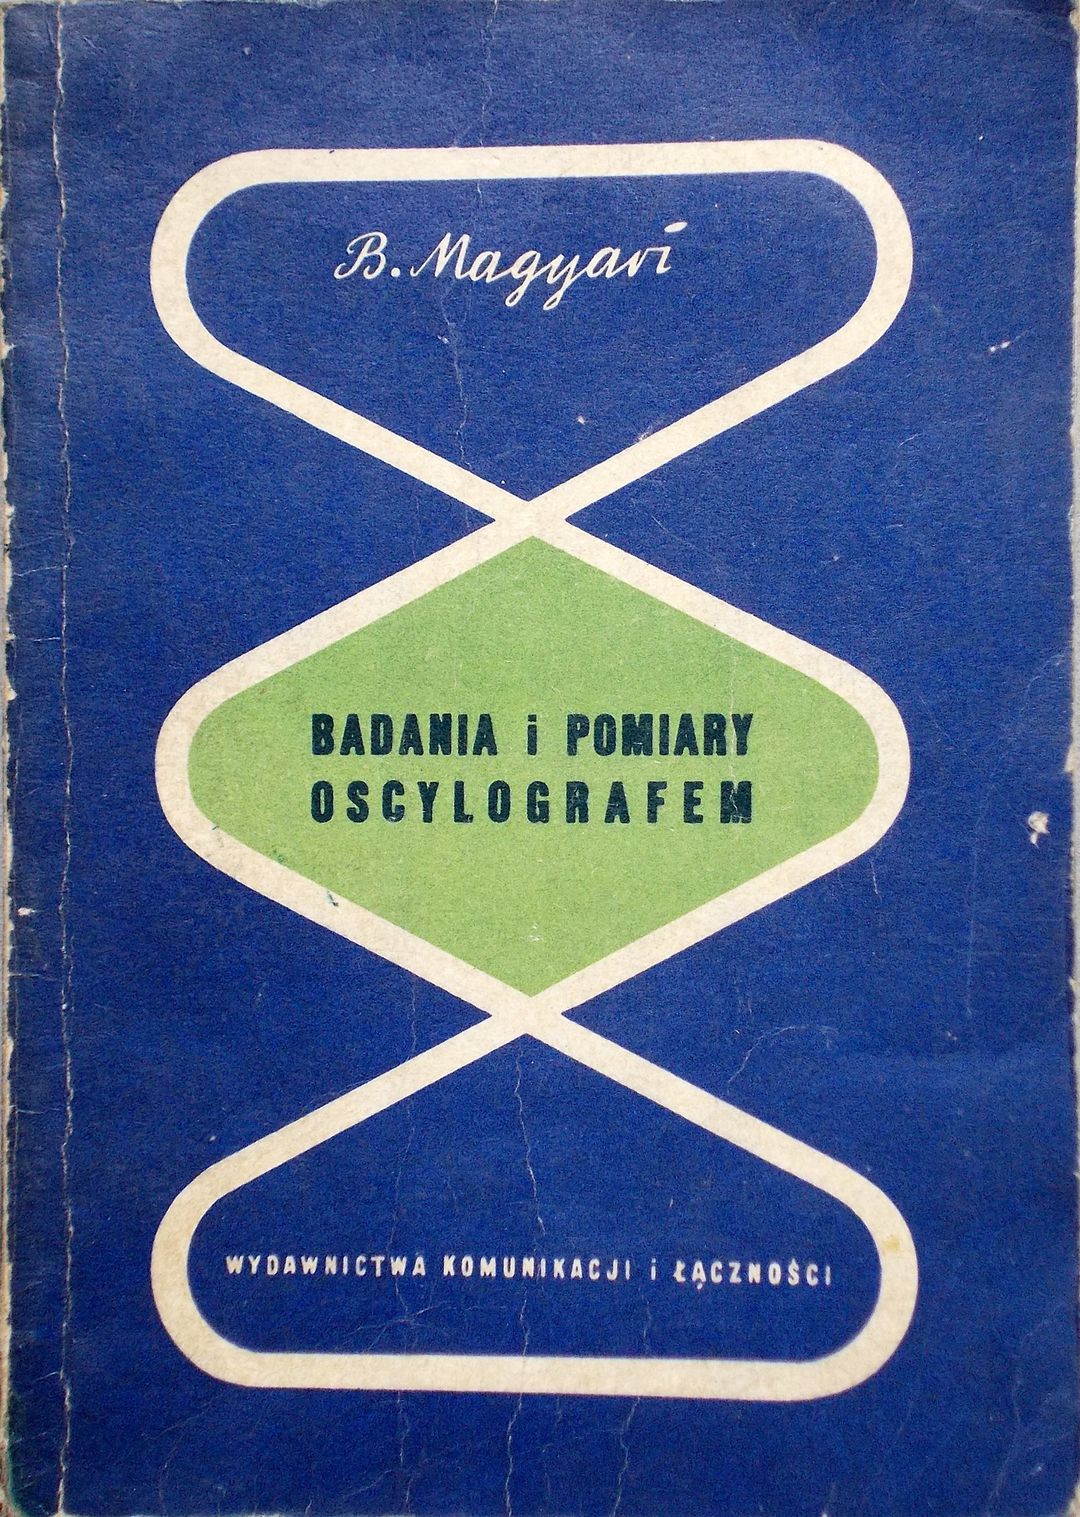 B. Magyari
BADANIA i POMIARY
OSCYLOGRAFEM
WYDAWNICTWA KOMUNIKACJI i ŁĄCZNOŚCI